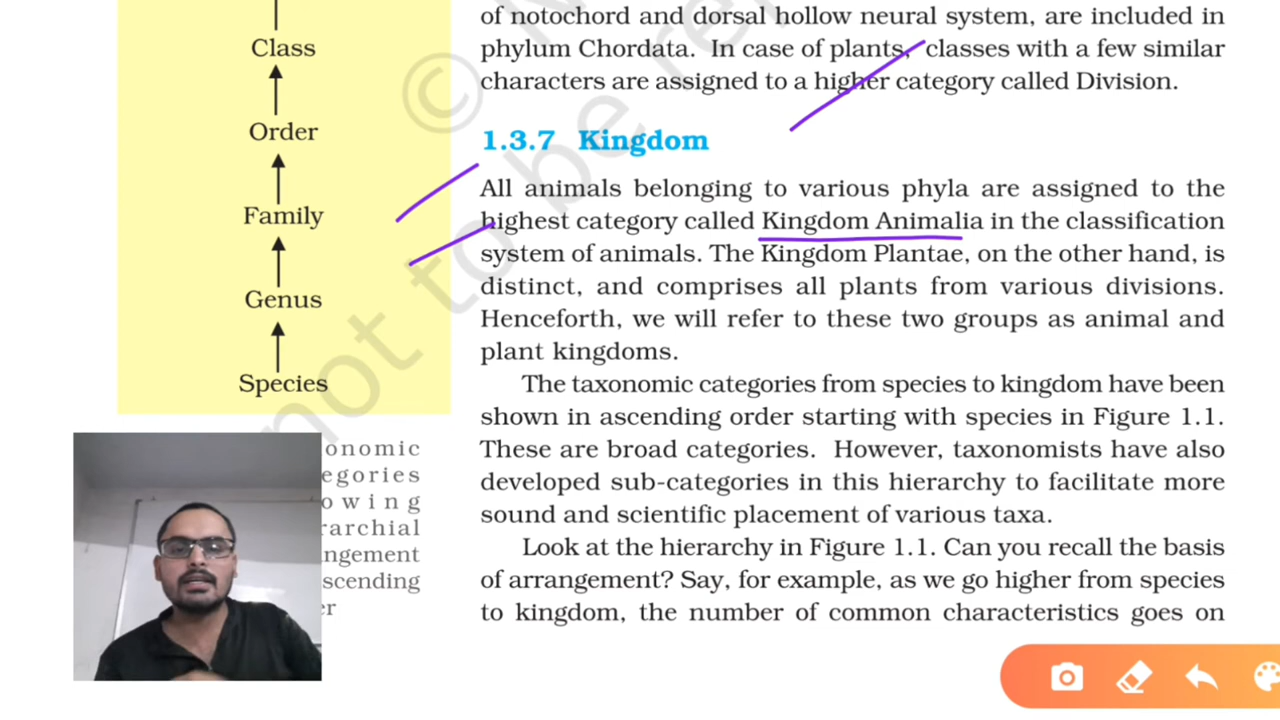 Class
Order
Family
Genus
Species
onomic
egories
owing
rarchial
ngement
scending
er
of notochord and dorsal hollow neural system, are included in
phylum Chordata. In case of plants, classes with a few similar
characters are assigned to a higher category called Division.
1.3.7 Kingdom
All animals belonging to various phyla are assigned to the
highest category called Kingdom Animalia in the classification
system of animals. The Kingdom Plantae, on the other hand, is
distinct, and comprises all plants from various divisions.
Henceforth, we will refer to these two groups as animal and
plant kingdoms.
The taxonomic categories from species to kingdom have been
shown in ascending order starting with species in Figure 1.1.
These are broad categories. However, taxonomists have also
developed sub-categories in this hierarchy to facilitate more
sound and scientific placement of various taxa.
Look at the hierarchy in Figure 1.1. Can you recall the basis
of arrangement? Say, for example, as we go higher from species
to kingdom, the number of common characteristics goes on
©
not to be re